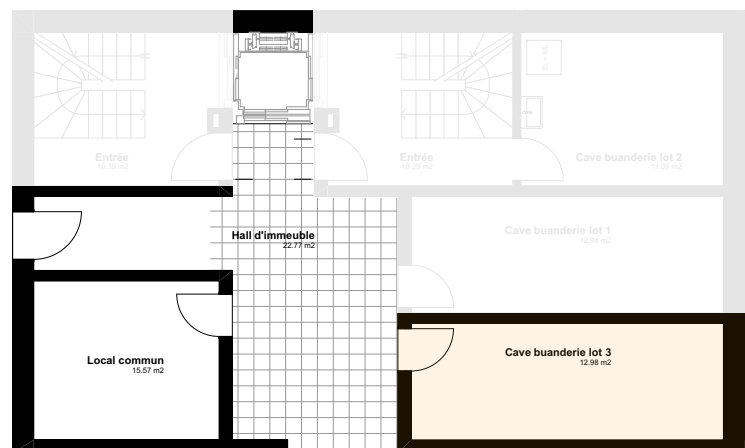 Entrée
10.15 m2
Entrée
10.29 m2
Cave buanderie lot 2
11.09 m2
Hall d'immeuble
22.77 m2
Cave buanderie lot 1
12.98 m2
Local commun
15.57 m2
Cave buanderie lot 3
12.98 m2